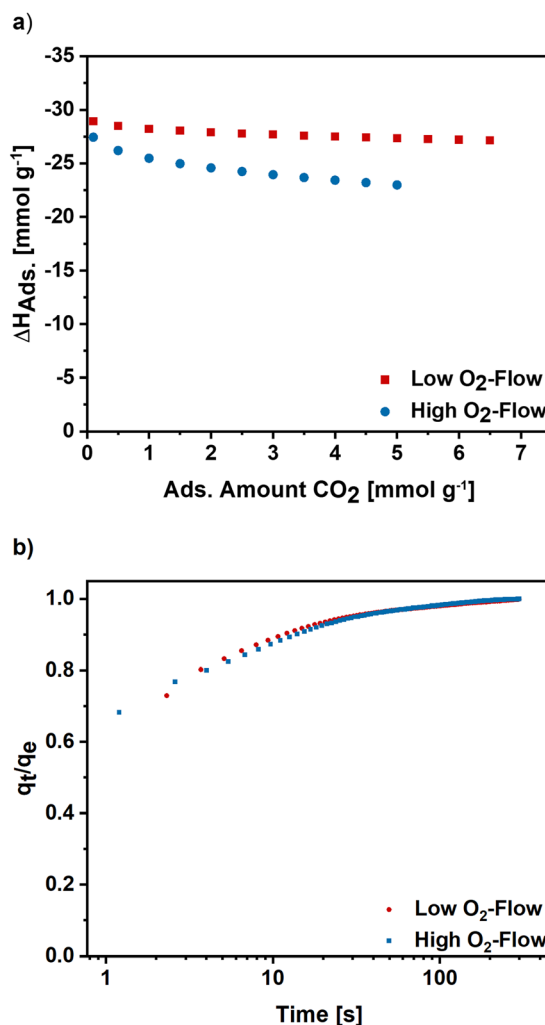 a)
-35
-30
-25
-20
-15
-10
-5
0
ΔH_Ads. [mmol g⁻¹]
Low O₂-Flow
High O₂-Flow
0 1 2 3 4 5 6 7
Ads. Amount CO₂ [mmol g⁻¹]
b)
1.0
0.8
0.6
0.4
0.2
0.0
qt/qe
Low O₂-Flow
High O₂-Flow
1 10 100
Time [s]